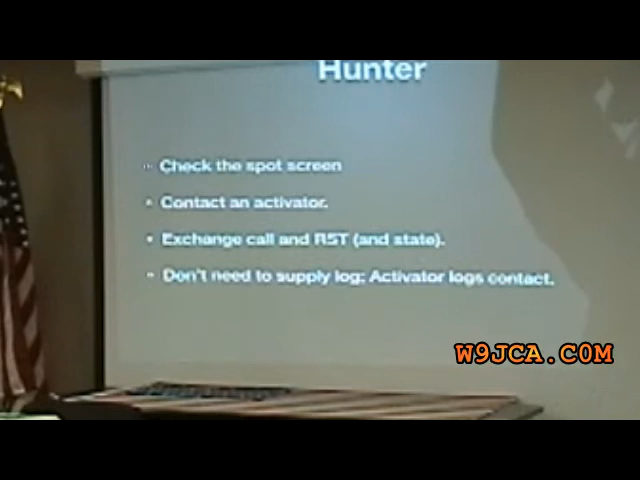 Hunter
• Check the spot screen
• Contact an activator.
• Exchange call and RST (and state).
• Don't need to supply log; Activator logs contact.
W9JCA.COM